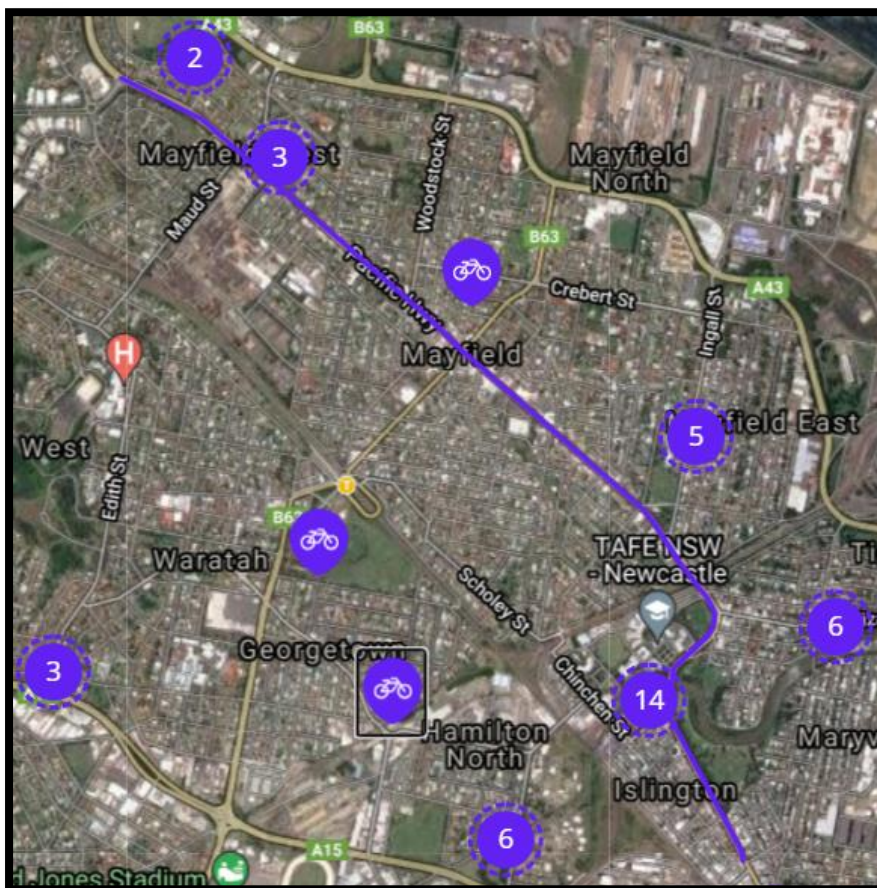 A43
B63
2
Mayfield West
3
Mayfield
North
Woodstock St
Maud St
B63
Pacific Hwy
Crebert St
A43
Ingall St
H
Mayfield
Mayfield East
5
West
Edith St
T
TAFE NSW
- Newcastle
Waratah
Scholey St
6
Georgetown
3
Chinchen St
14
Hamilton
North
Islington
6
A15
Jones Stadium